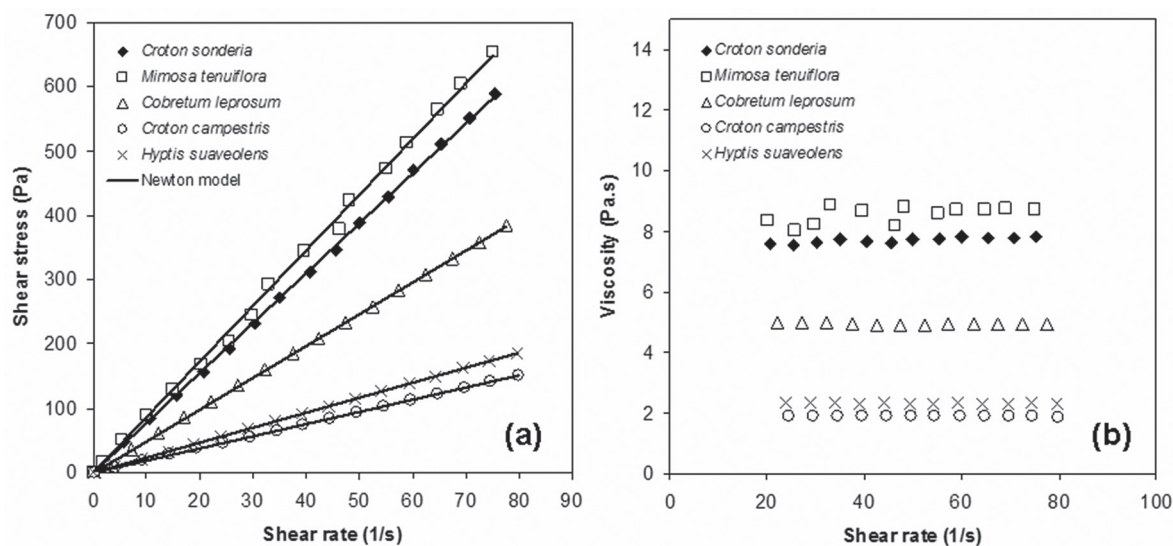 700
600
500
400
300
200
100
0
Shear stress (Pa)
Croton sonderia
Mimosa tenuiflora
Cobretum leprosum
Croton campestris
Hyptis suaveolens
Newton model
(a)
0 10 20 30 40 50 60 70 80 90
Shear rate (1/s)
14
12
10
8
6
4
2
0
Viscosity (Pa.s)
Croton sonderia
Mimosa tenuiflora
Cobretum leprosum
Croton campestris
Hyptis suaveolens
(b)
0 20 40 60 80 100
Shear rate (1/s)